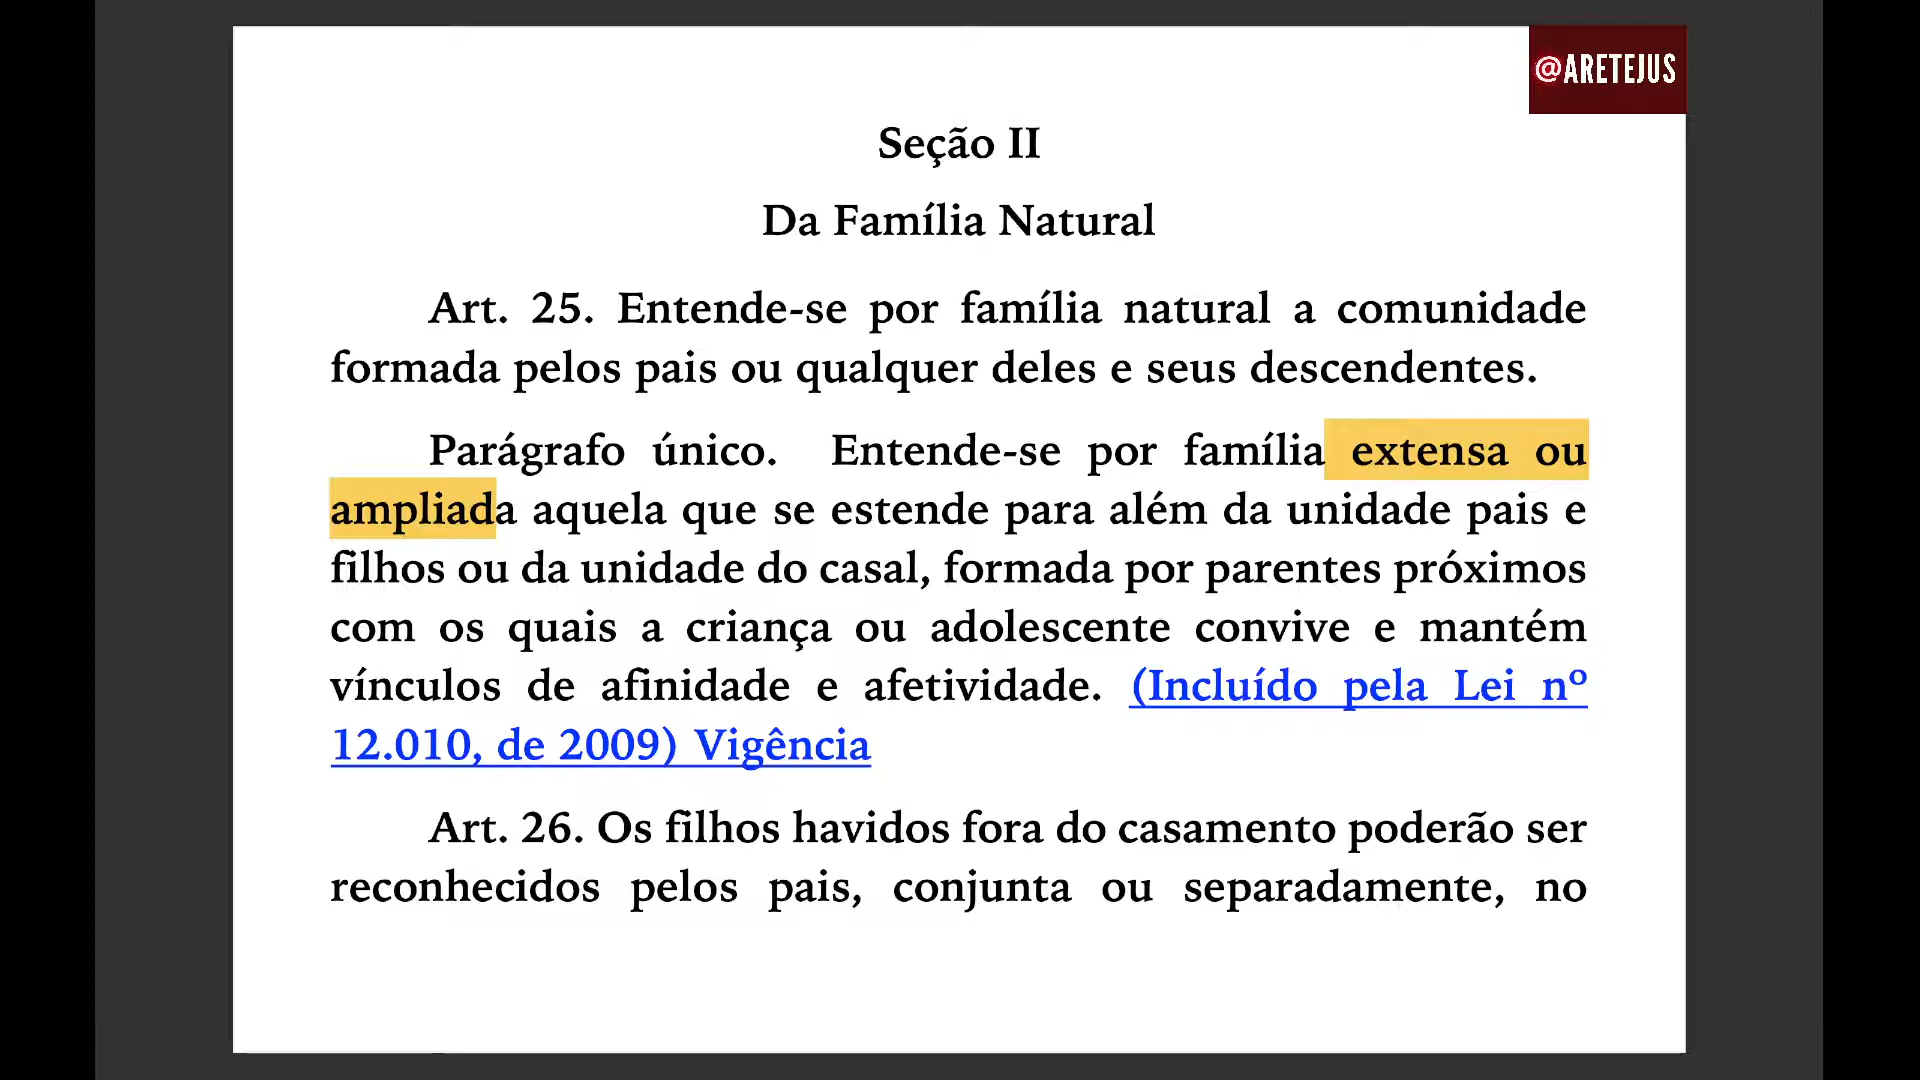 @ARETEJUS
Seção II
Da Família Natural
Art. 25. Entende-se por família natural a comunidade
formada pelos pais ou qualquer deles e seus descendentes.
Parágrafo único. Entende-se por família extensa ou
ampliada aquela que se estende para além da unidade pais e
filhos ou da unidade do casal, formada por parentes próximos
com os quais a criança ou adolescente convive e mantém
vínculos de afinidade e afetividade. (Incluído pela Lei nº
12.010, de 2009) Vigência
Art. 26. Os filhos havidos fora do casamento poderão ser
reconhecidos pelos pais, conjunta ou separadamente, no